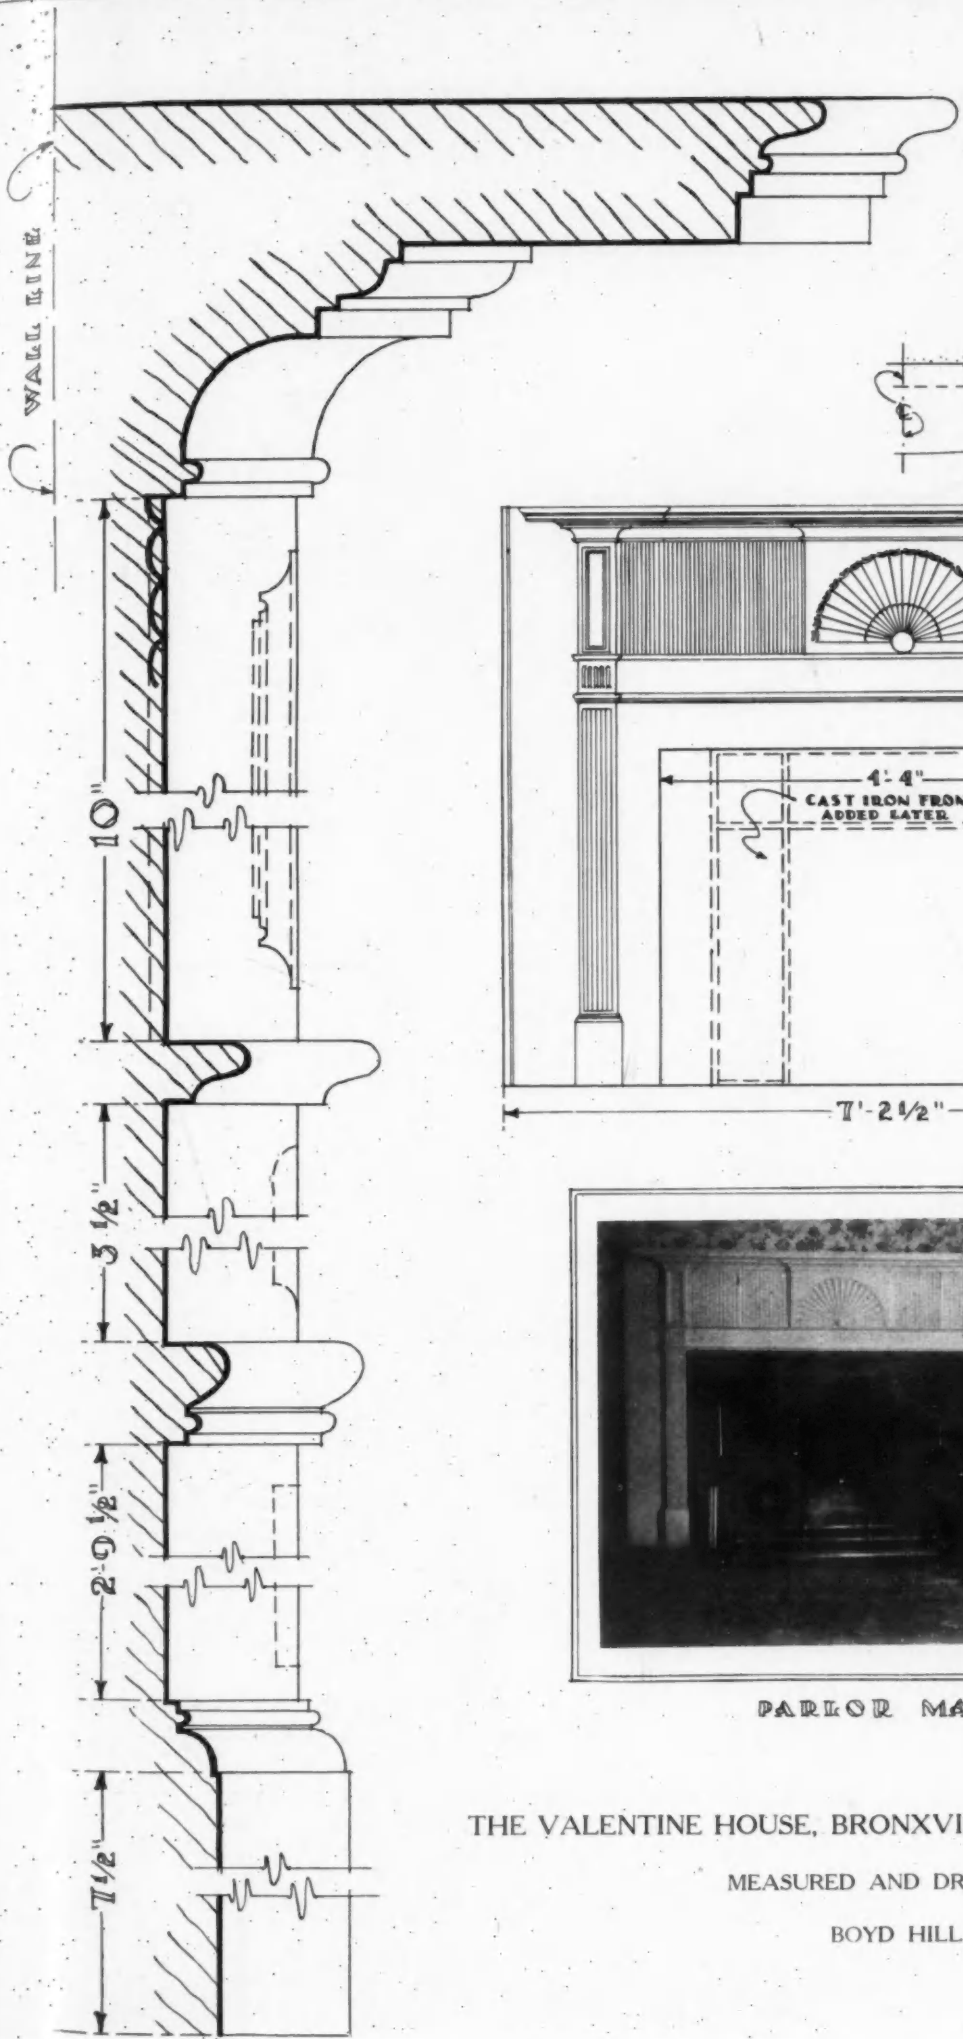 WALL LINE
10"
3 1/2"
2'-9 1/2"
7 1/2"
4'-4"
CAST IRON FRON
ADDED LATER
7'-2 1/2"
PARLOR MA
THE VALENTINE HOUSE, BRONXVI
MEASURED AND DR
BOYD HILL